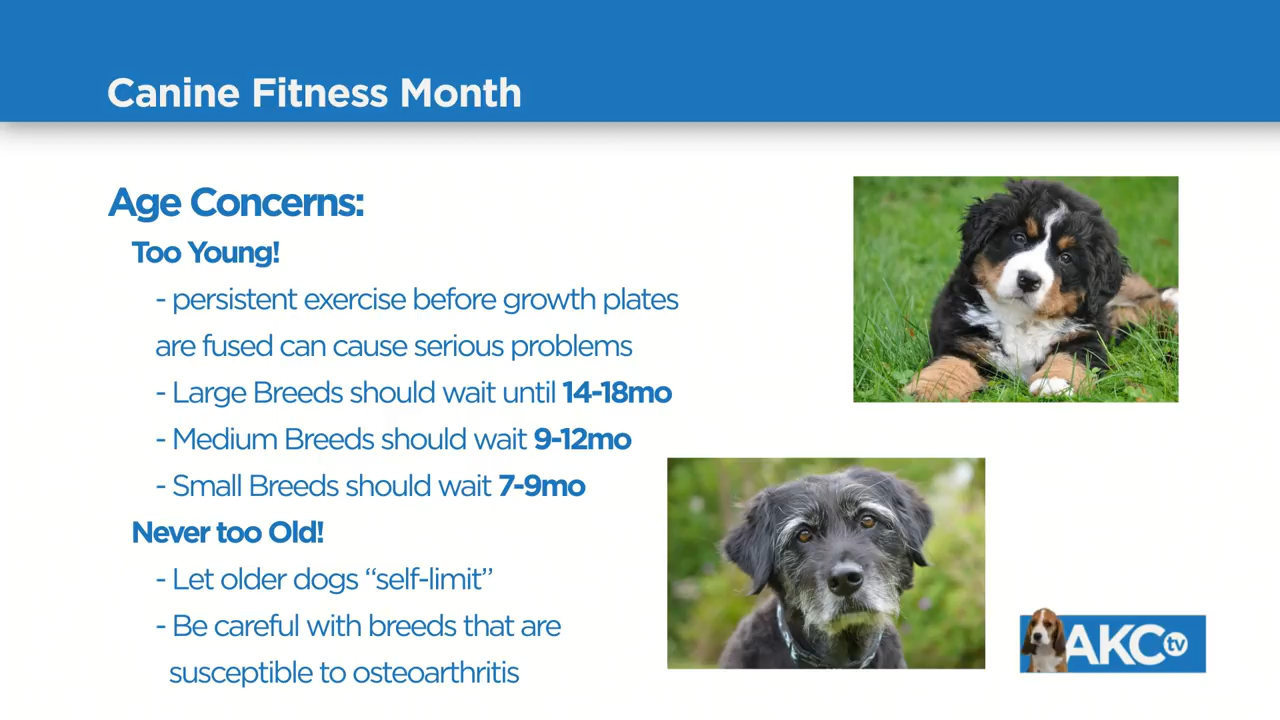 Canine Fitness Month
Age Concerns:
Too Young!
- persistent exercise before growth plates
are fused can cause serious problems
- Large Breeds should wait until 14-18mo
- Medium Breeds should wait 9-12mo
- Small Breeds should wait 7-9mo
Never too Old!
- Let older dogs “self-limit”
- Be careful with breeds that are
susceptible to osteoarthritis
AKC tv